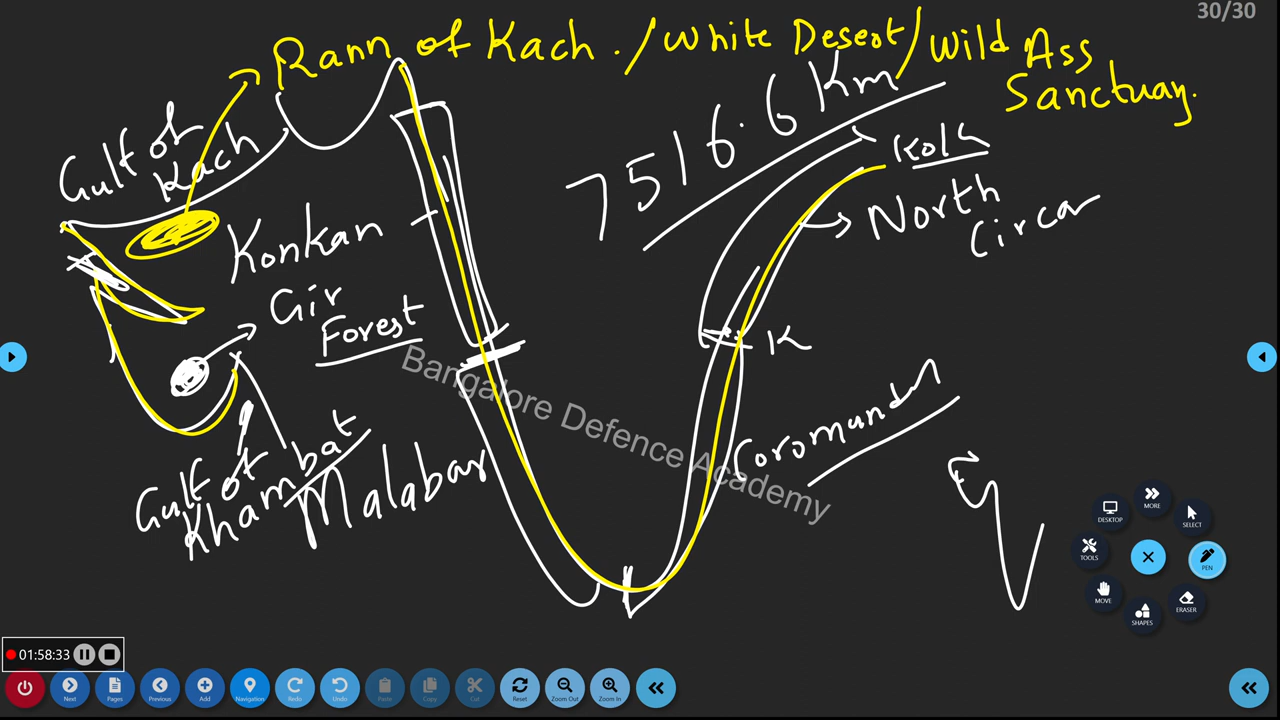 30/30
Rann of Kach. / White Desert / Wild Ass
Sanctuary.
7516.6 Km
Gulf of
Kach
Kolk
North
Circar
Konkan
Gir
Forest
K
Bangalore Defence Academy
Coromandel
Gulf of
Khambat
Malabar
MORE
DESKTOP
SELECT
TOOLS
PEN
MOVE
ERASER
SHAPES
01:58:33
Next
Pages
Previous
Add
Navigation
Redo
Undo
Paste
Copy
Cut
Reset
Zoom Out
Zoom In